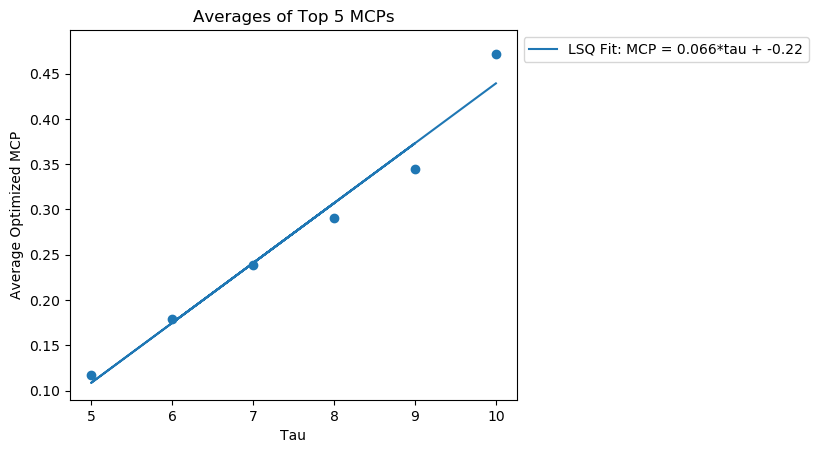 Averages of Top 5 MCPs
LSQ Fit: MCP = 0.066*tau + -0.22
Average Optimized MCP
0.45
0.40
0.35
0.30
0.25
0.20
0.15
0.10
5 6 7 8 9 10
Tau